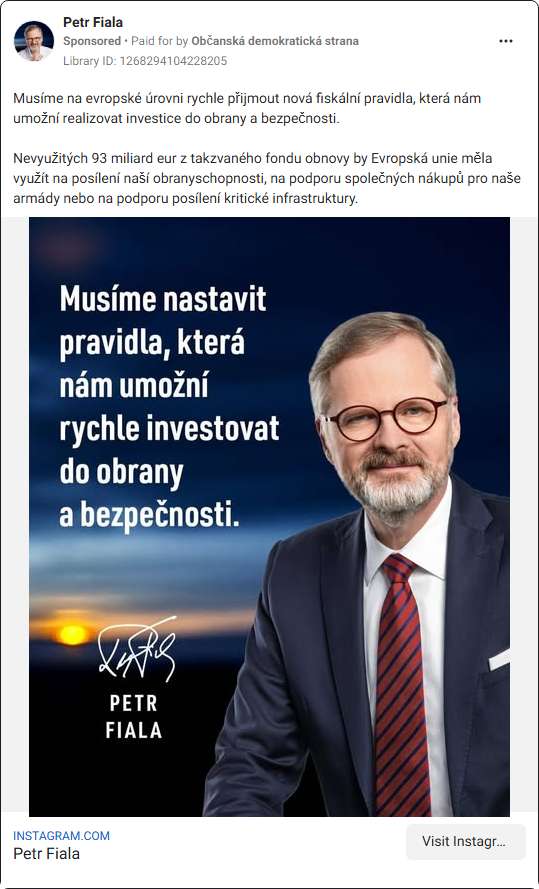 Petr Fiala
Sponsored • Paid for by Občanská demokratická strana
Library ID: 1268294104228205
Musíme na evropské úrovni rychle přijmout nová fiskální pravidla, která nám
umožní realizovat investice do obrany a bezpečnosti.
Nevyužitých 93 miliard eur z takzvaného fondu obnovy by Evropská unie měla
využít na posílení naší obranyschopnosti, na podporu společných nákupů pro naše
armády nebo na podporu posílení kritické infrastruktury.
Musíme nastavit
pravidla, která
nám umožní
rychle investovat
do obrany
a bezpečnosti.
PETR
FIALA
INSTAGRAM.COM
Petr Fiala
Visit Instagr...